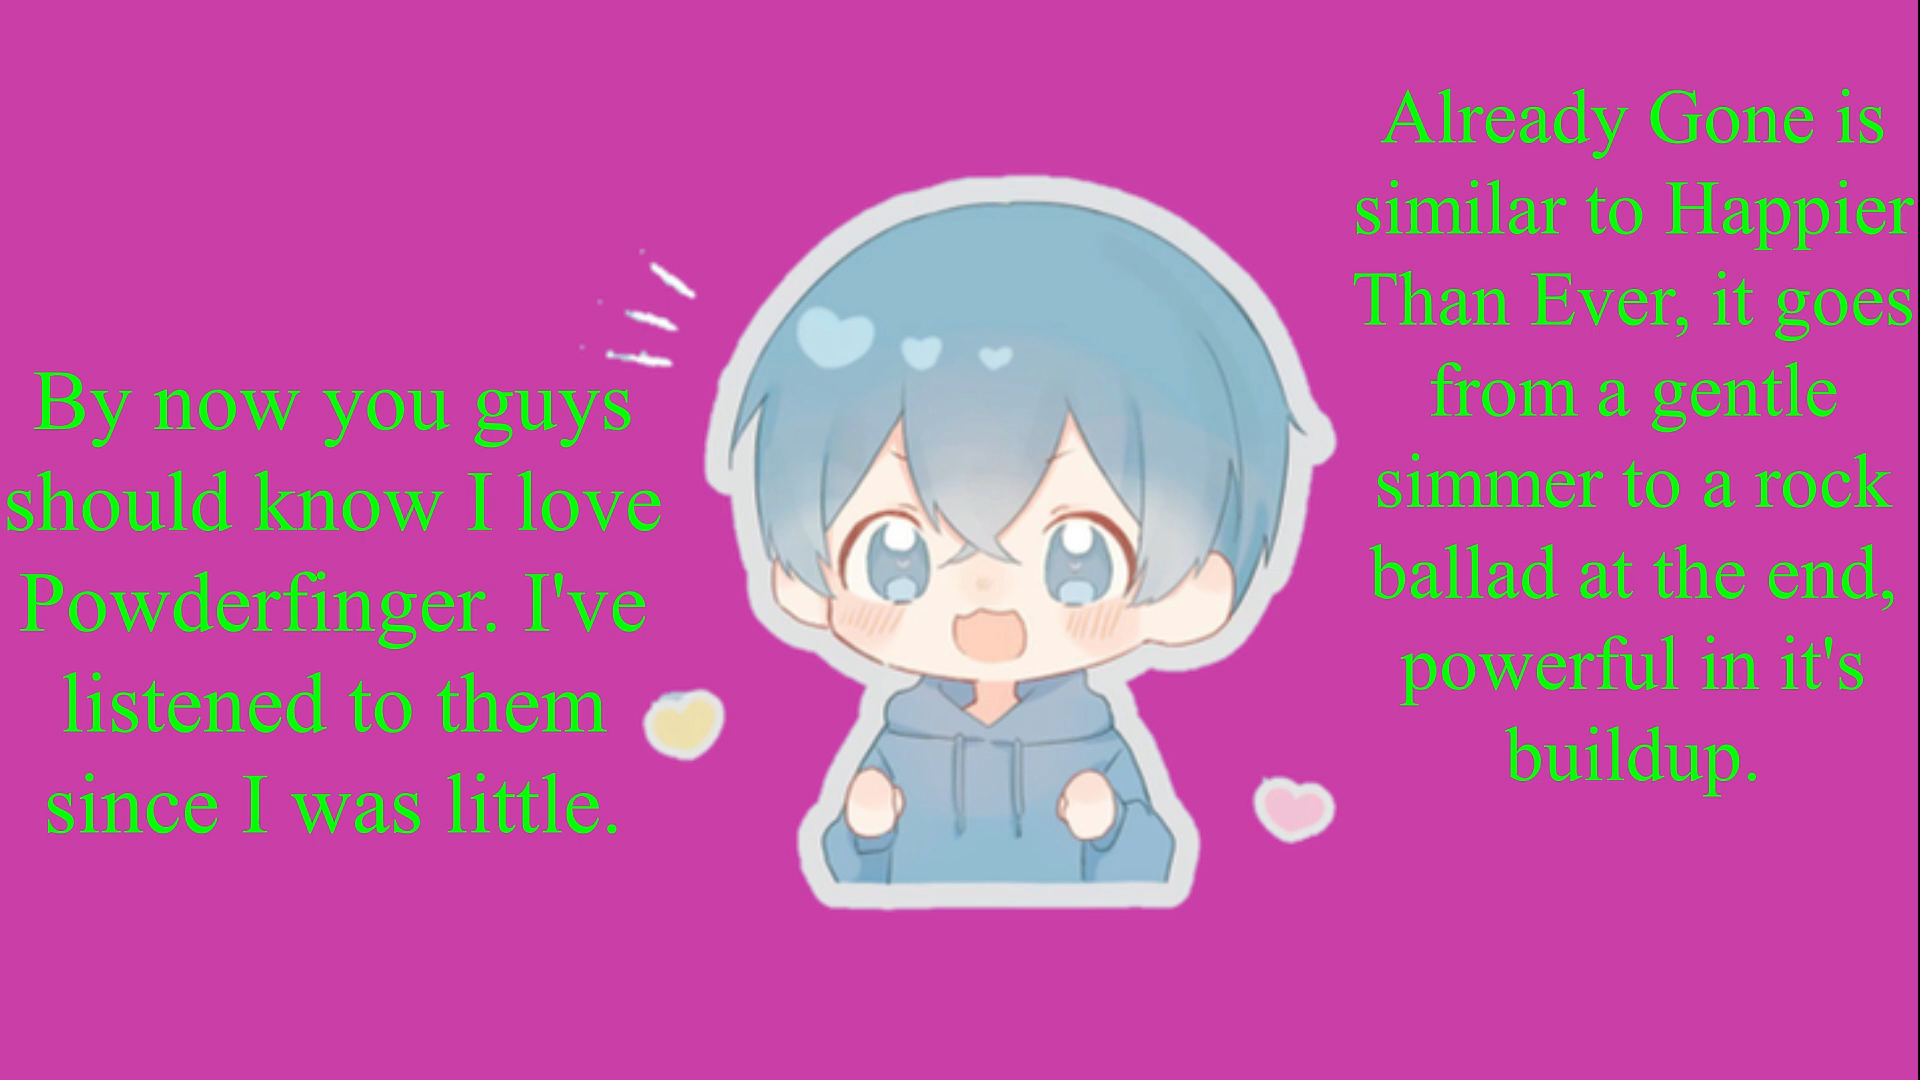 By now you guys
should know I love
Powderfinger. I've
listened to them
since I was little.
Already Gone is
similar to Happier
Than Ever, it goes
from a gentle
simmer to a rock
ballad at the end,
powerful in it's
buildup.